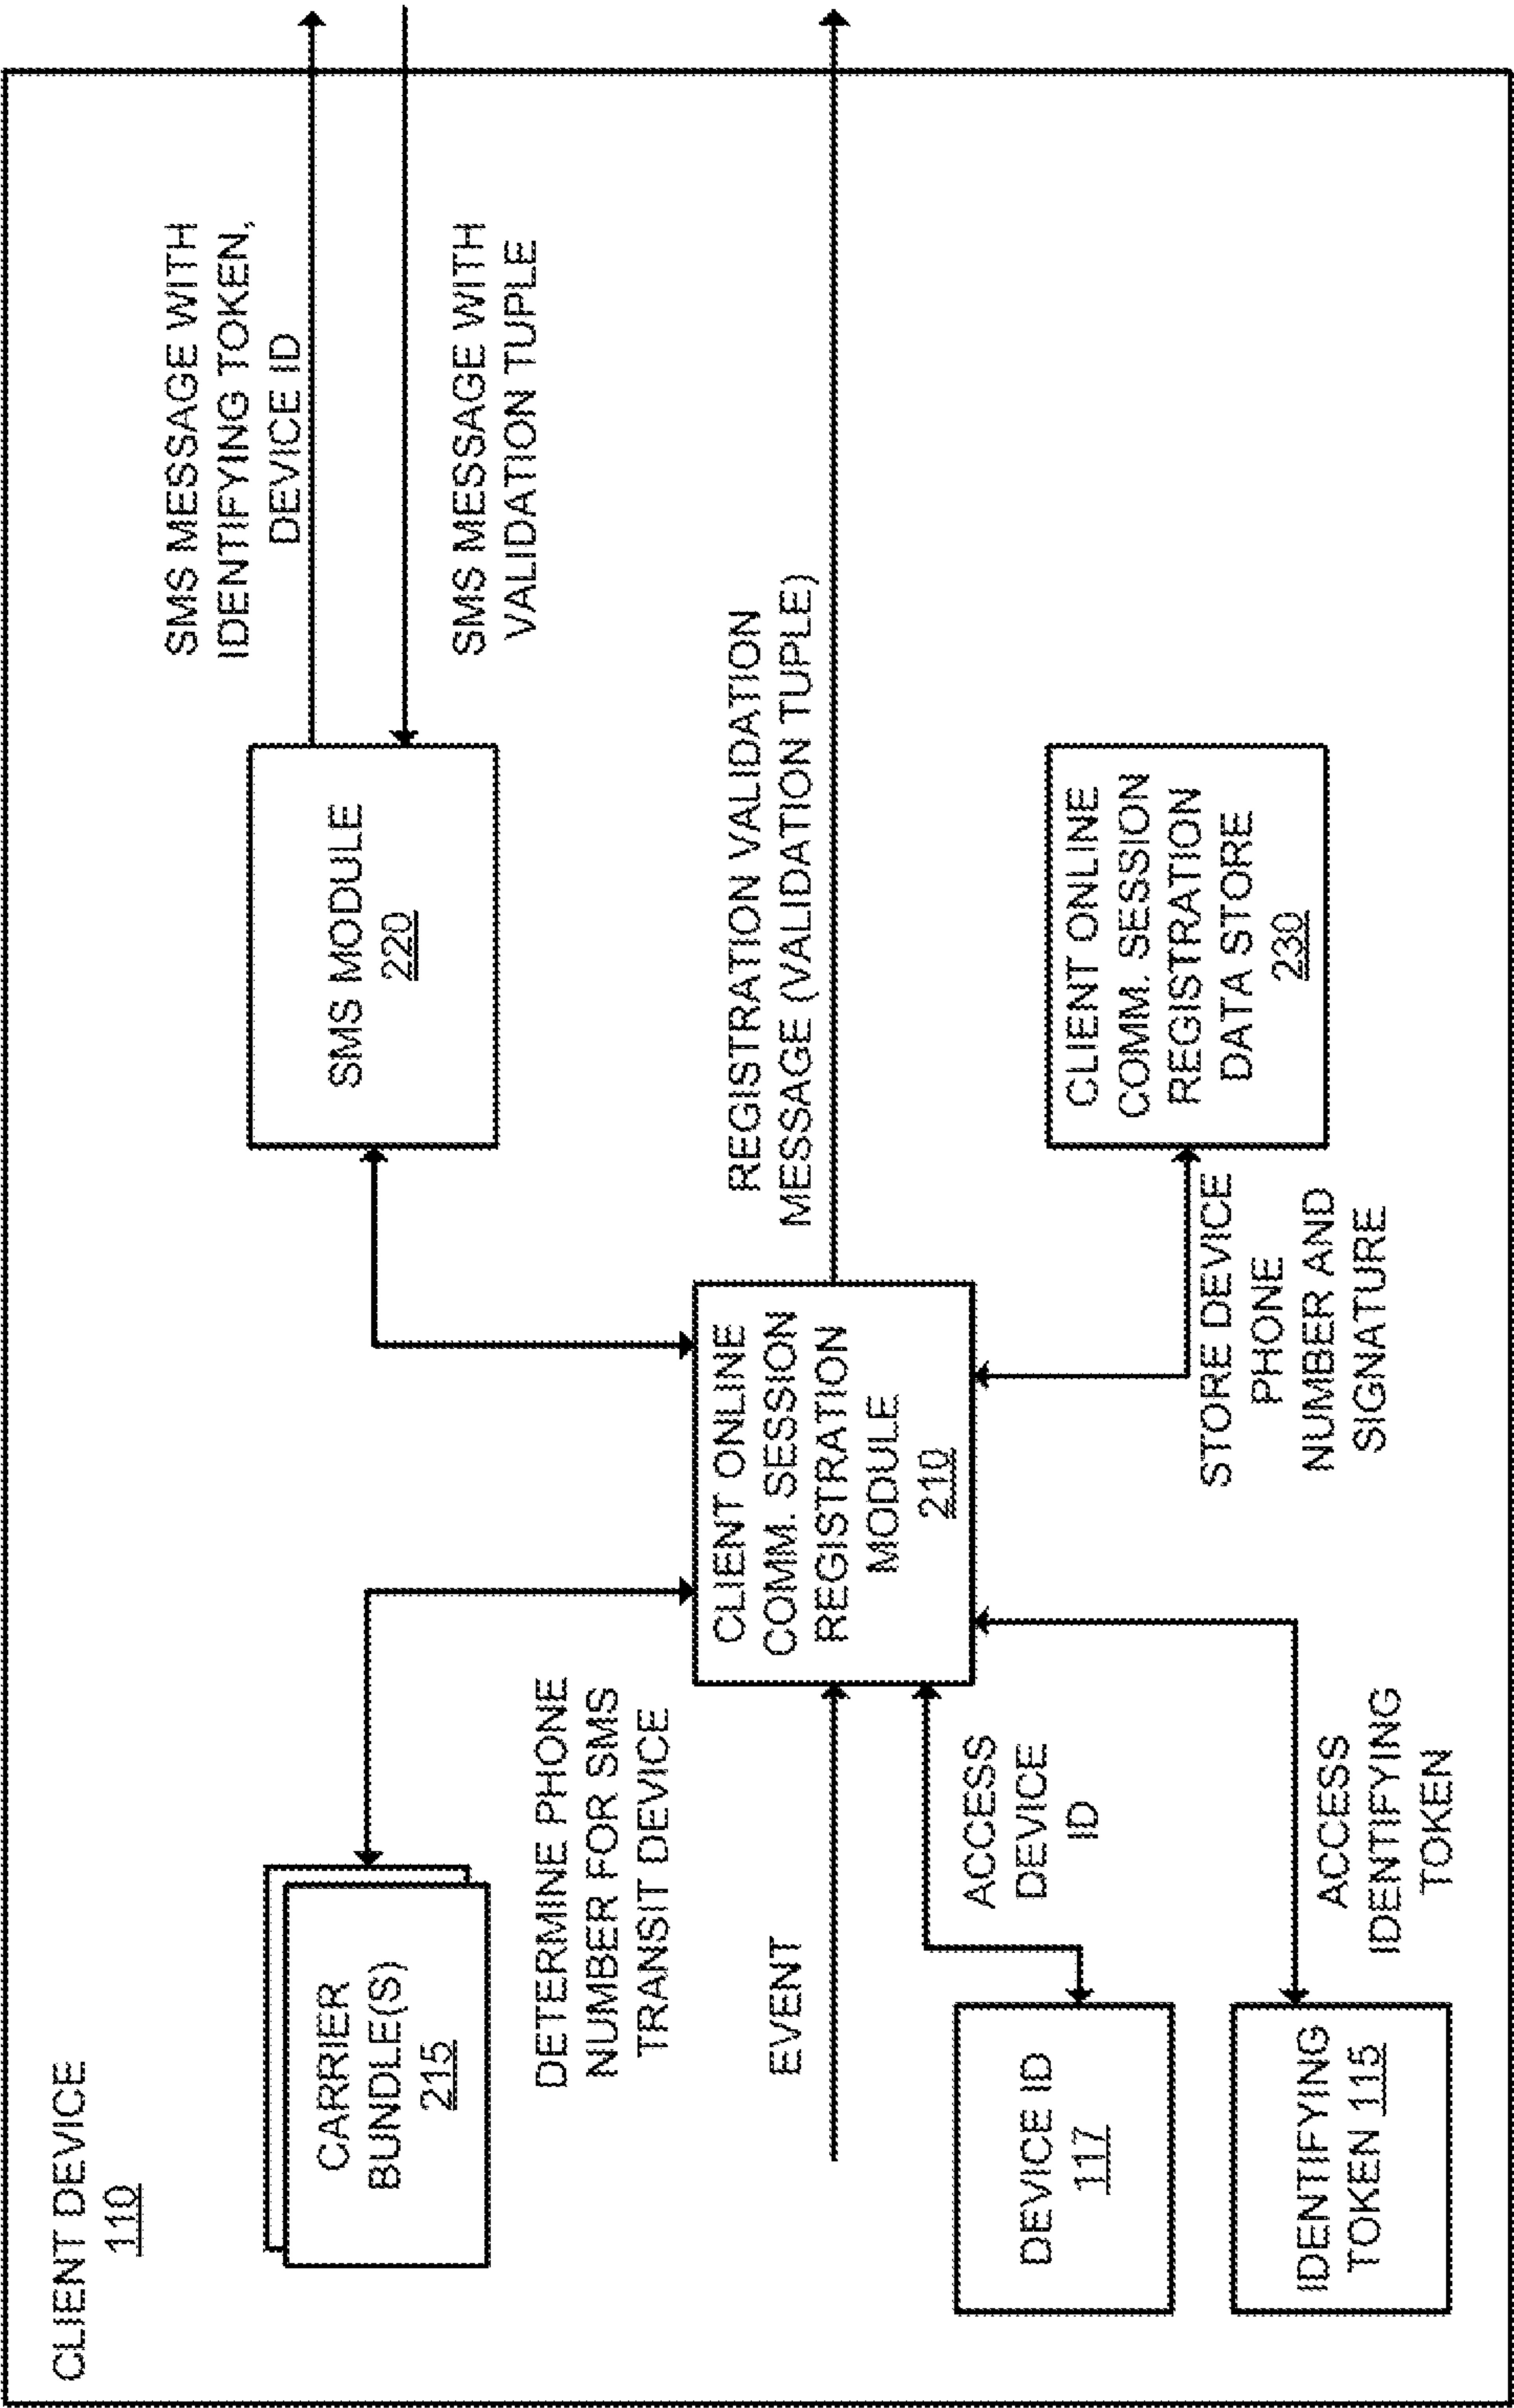 CLIENT DEVICE
110
CARRIER
BUNDLE(S)
215
DETERMINE PHONE
NUMBER FOR SMS
TRANSIT DEVICE
SMS MODULE
220
SMS MESSAGE WITH
IDENTIFYING TOKEN,
DEVICE ID
SMS MESSAGE WITH
VALIDATION TUPLE
EVENT
CLIENT ONLINE
COMM. SESSION
REGISTRATION
MODULE
210
REGISTRATION VALIDATION
MESSAGE (VALIDATION TUPLE)
DEVICE ID
117
ACCESS
DEVICE
ID
IDENTIFYING
TOKEN 115
ACCESS
IDENTIFYING
TOKEN
STORE DEVICE
PHONE
NUMBER AND
SIGNATURE
CLIENT ONLINE
COMM. SESSION
REGISTRATION
DATA STORE
230